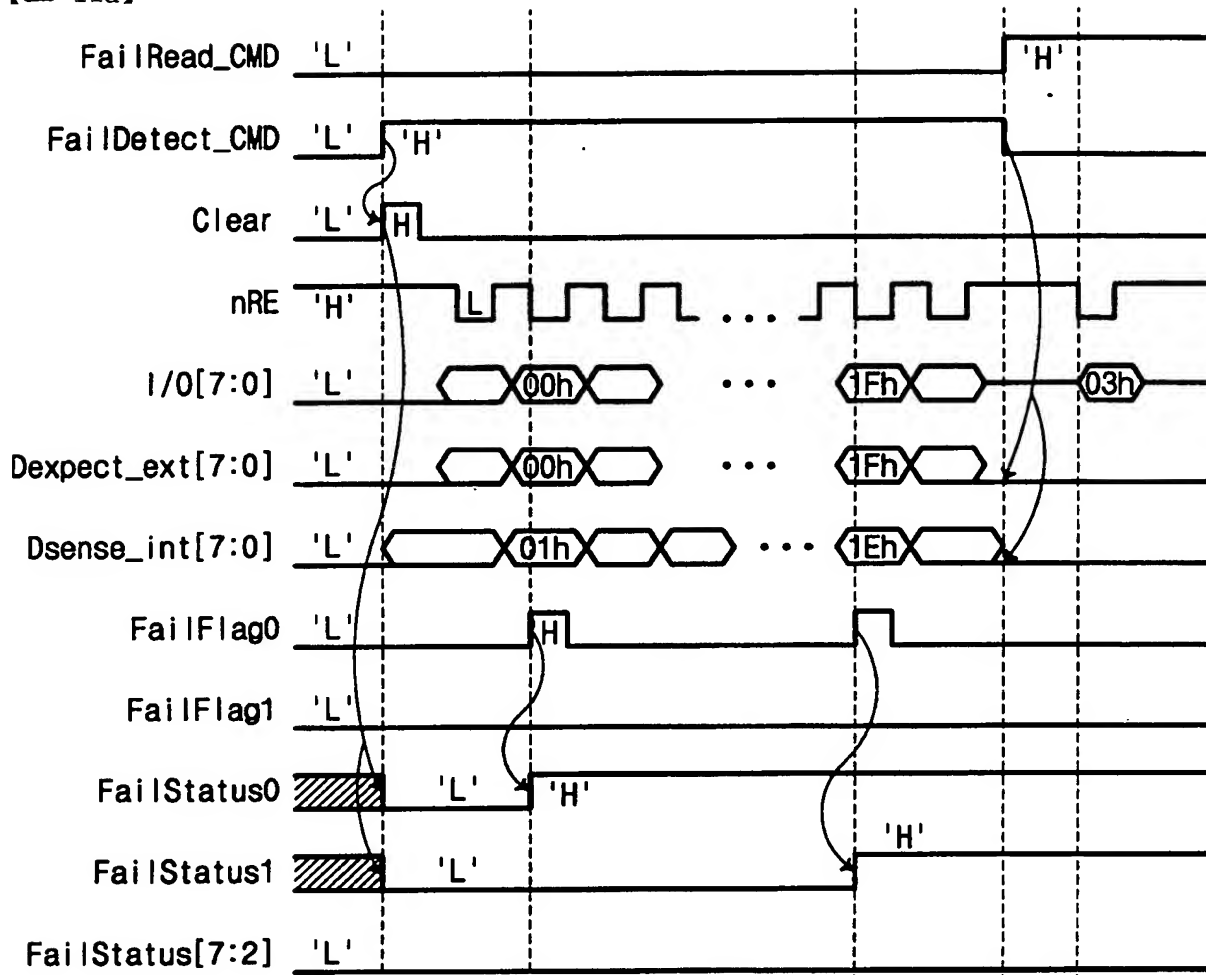 FailRead_CMD 'L' 'H'
FailDetect_CMD 'L' 'H'
Clear 'L' H
nRE 'H' L ...
I/O[7:0] 'L' 00h ... 1Fh 03h
Dexpect_ext[7:0] 'L' 00h ... 1Fh
Dsense_int[7:0] 'L' 01h ... 1Eh
FailFlag0 'L' H
FailFlag1 'L'
FailStatus0 'L' 'H'
FailStatus1 'L' 'H'
FailStatus[7:2] 'L'